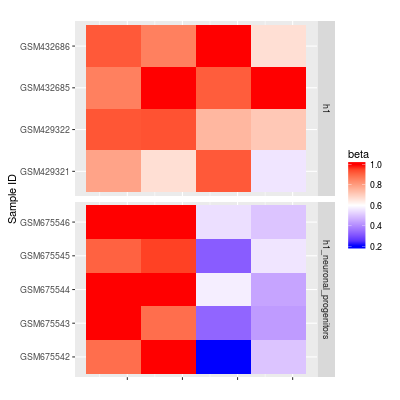 Sample ID
GSM432686
GSM432685
GSM429322
GSM429321
h1
GSM675546
GSM675545
GSM675544
GSM675543
GSM675542
h1_neuronal_progenitors
beta
1.0
0.8
0.6
0.4
0.2